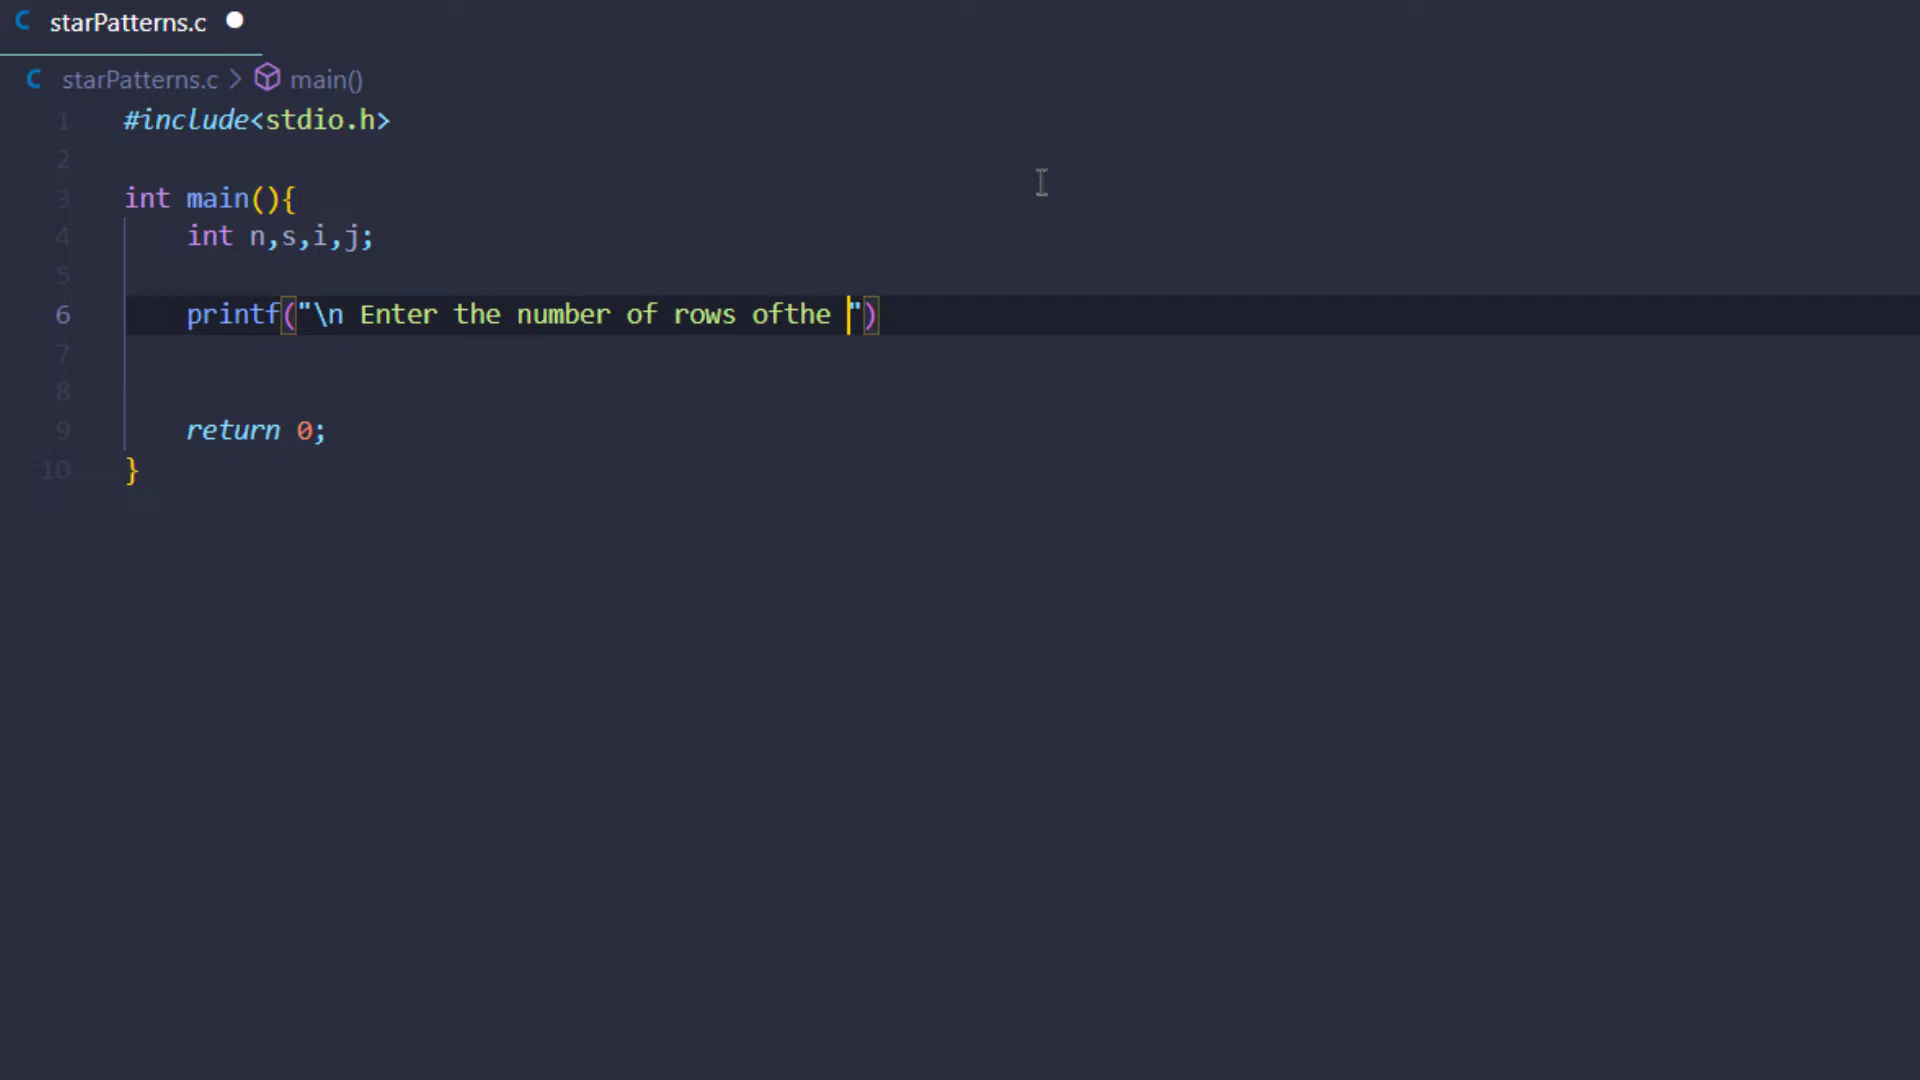 C starPatterns.c
C starPatterns.c > main()
1 #include<stdio.h>
2
3 int main(){
4 int n,s,i,j;
5
6 printf("\n Enter the number of rows ofthe ")
7
8
9 return 0;
10 }